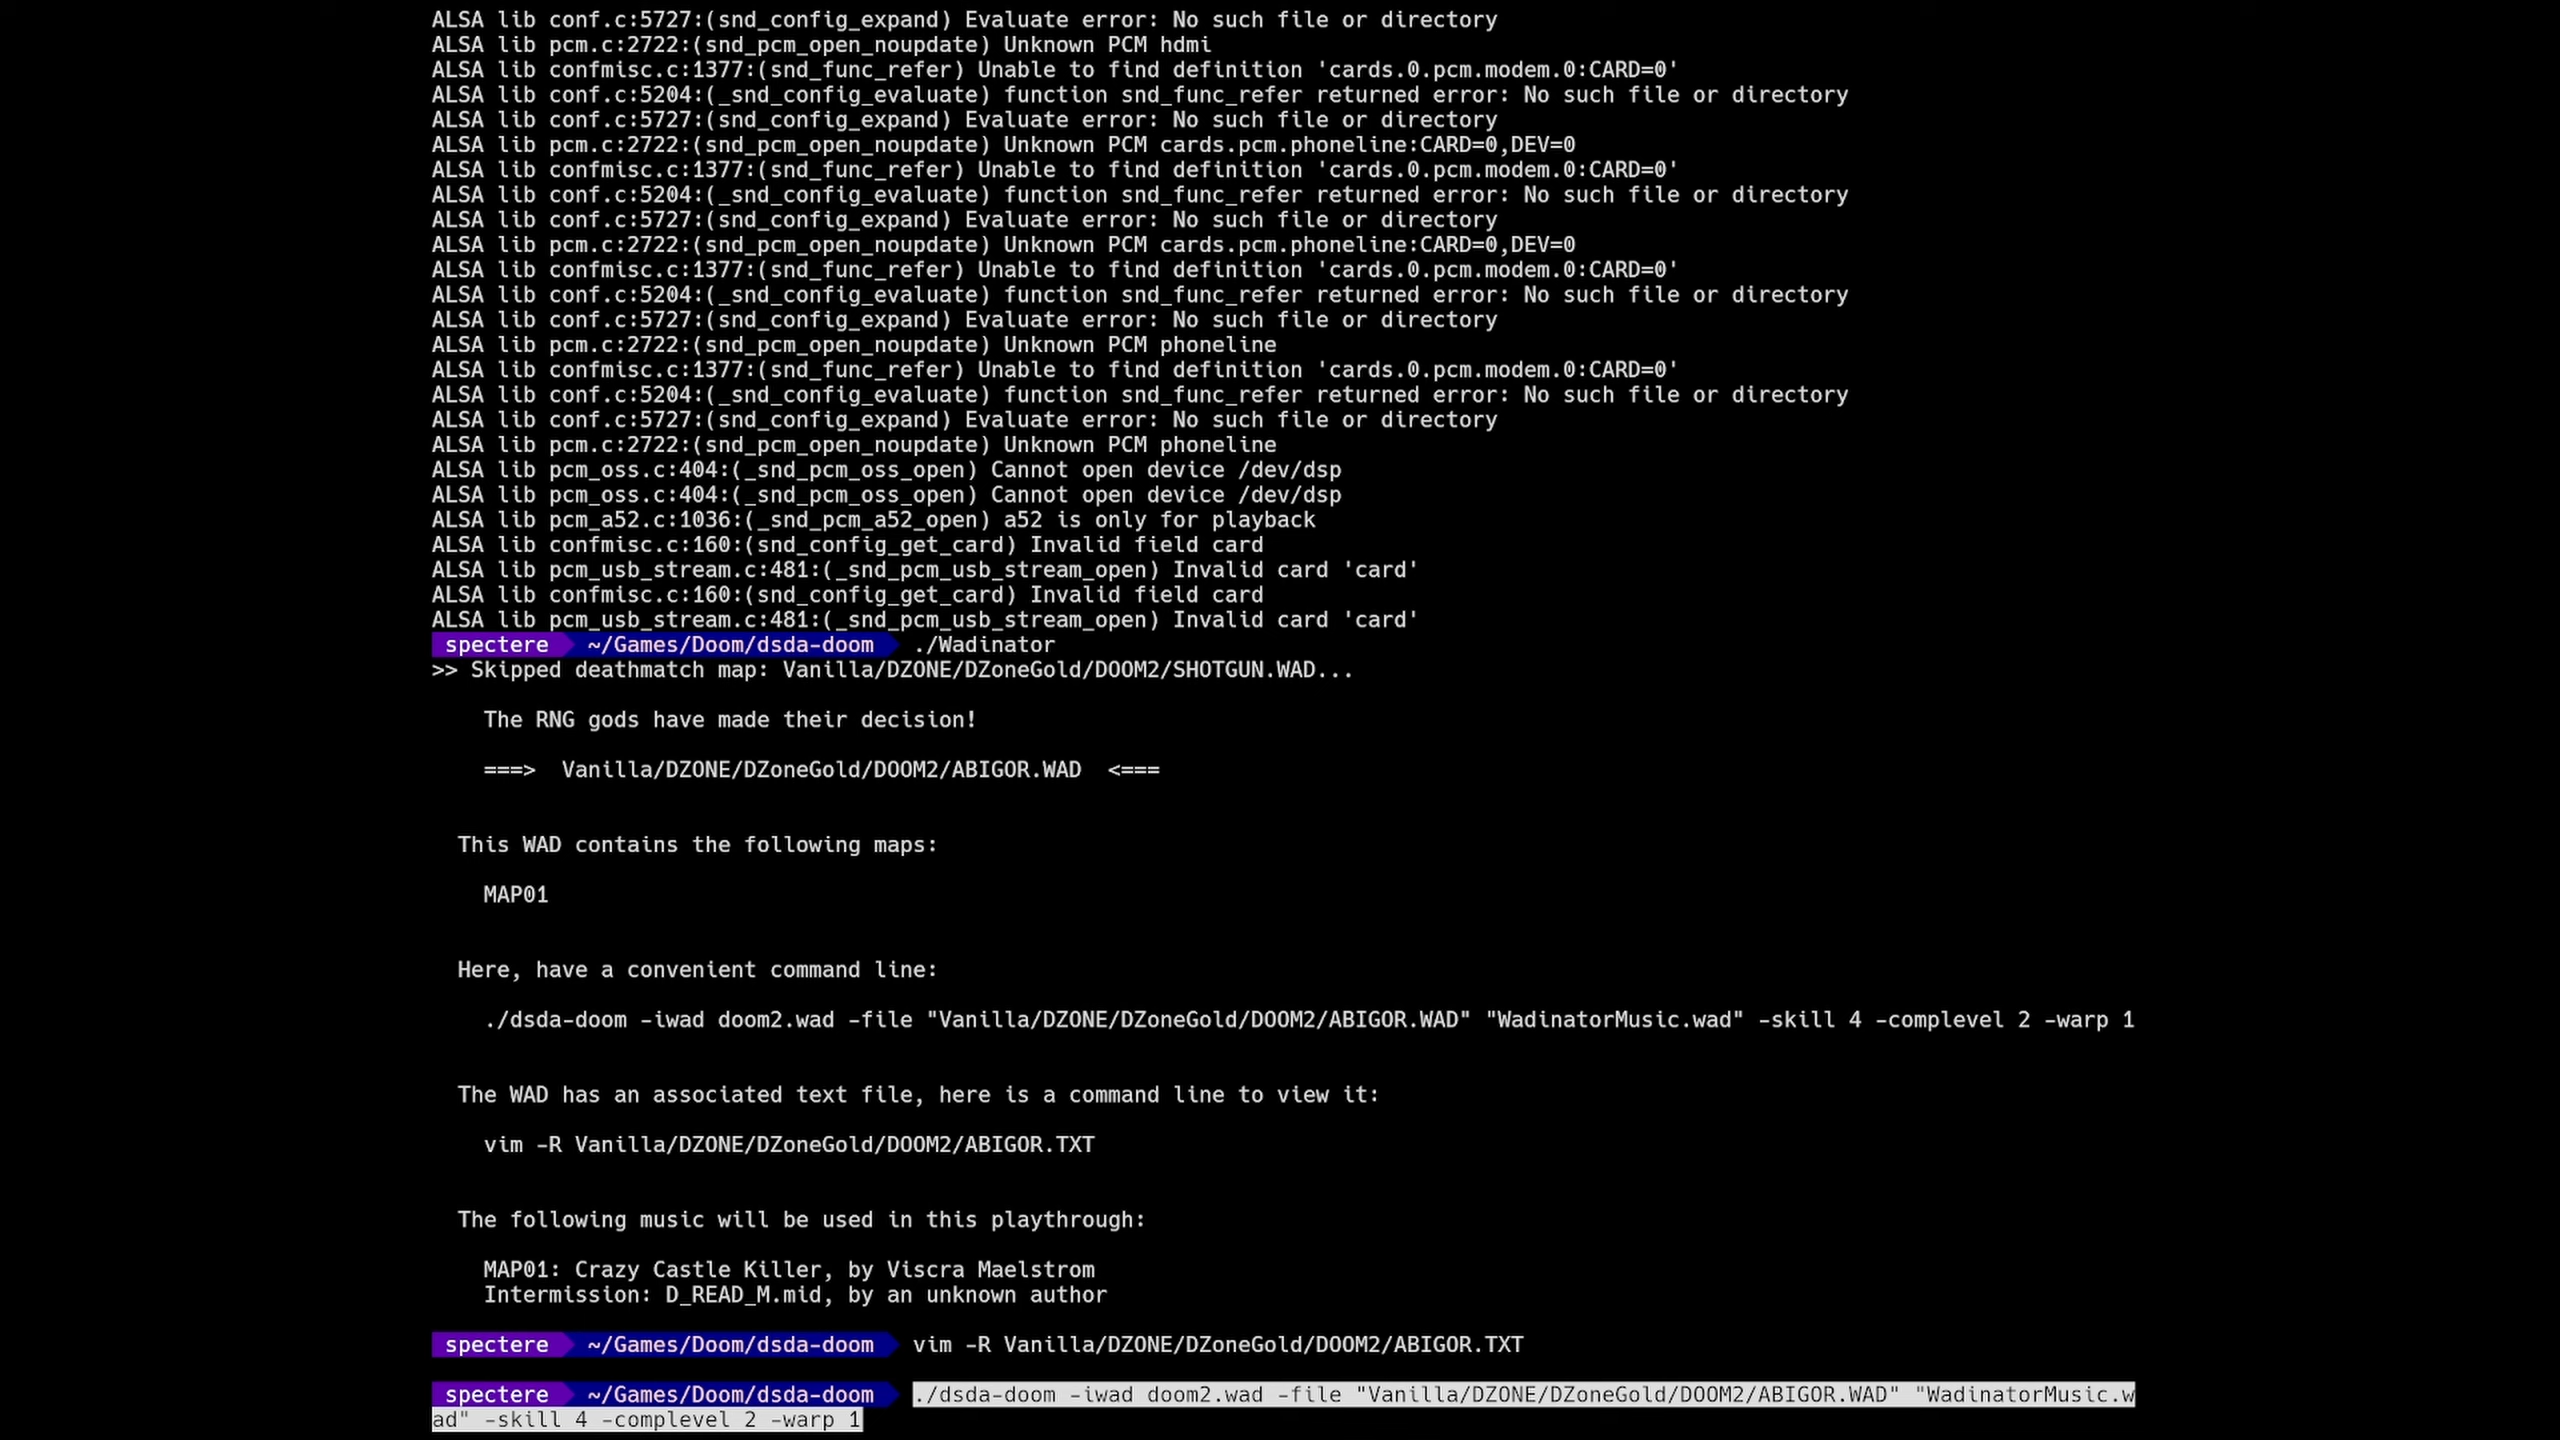 ALSA lib conf.c:5727:(snd_config_expand) Evaluate error: No such file or directory
ALSA lib pcm.c:2722:(snd_pcm_open_noupdate) Unknown PCM hdmi
ALSA lib confmisc.c:1377:(snd_func_refer) Unable to find definition 'cards.0.pcm.modem.0:CARD=0'
ALSA lib conf.c:5204:(_snd_config_evaluate) function snd_func_refer returned error: No such file or directory
ALSA lib conf.c:5727:(snd_config_expand) Evaluate error: No such file or directory
ALSA lib pcm.c:2722:(snd_pcm_open_noupdate) Unknown PCM cards.pcm.phoneline:CARD=0,DEV=0
ALSA lib confmisc.c:1377:(snd_func_refer) Unable to find definition 'cards.0.pcm.modem.0:CARD=0'
ALSA lib conf.c:5204:(_snd_config_evaluate) function snd_func_refer returned error: No such file or directory
ALSA lib conf.c:5727:(snd_config_expand) Evaluate error: No such file or directory
ALSA lib pcm.c:2722:(snd_pcm_open_noupdate) Unknown PCM cards.pcm.phoneline:CARD=0,DEV=0
ALSA lib confmisc.c:1377:(snd_func_refer) Unable to find definition 'cards.0.pcm.modem.0:CARD=0'
ALSA lib conf.c:5204:(_snd_config_evaluate) function snd_func_refer returned error: No such file or directory
ALSA lib conf.c:5727:(snd_config_expand) Evaluate error: No such file or directory
ALSA lib pcm.c:2722:(snd_pcm_open_noupdate) Unknown PCM phoneline
ALSA lib confmisc.c:1377:(snd_func_refer) Unable to find definition 'cards.0.pcm.modem.0:CARD=0'
ALSA lib conf.c:5204:(_snd_config_evaluate) function snd_func_refer returned error: No such file or directory
ALSA lib conf.c:5727:(snd_config_expand) Evaluate error: No such file or directory
ALSA lib pcm.c:2722:(snd_pcm_open_noupdate) Unknown PCM phoneline
ALSA lib pcm_oss.c:404:(_snd_pcm_oss_open) Cannot open device /dev/dsp
ALSA lib pcm_oss.c:404:(_snd_pcm_oss_open) Cannot open device /dev/dsp
ALSA lib pcm_a52.c:1036:(_snd_pcm_a52_open) a52 is only for playback
ALSA lib confmisc.c:160:(snd_config_get_card) Invalid field card
ALSA lib pcm_usb_stream.c:481:(_snd_pcm_usb_stream_open) Invalid card 'card'
ALSA lib confmisc.c:160:(snd_config_get_card) Invalid field card
ALSA lib pcm_usb_stream.c:481:(_snd_pcm_usb_stream_open) Invalid card 'card'
spectere ~/Games/Doom/dsda-doom ./Wadinator
>> Skipped deathmatch map: Vanilla/DZONE/DZoneGold/DOOM2/SHOTGUN.WAD...
The RNG gods have made their decision!
===> Vanilla/DZONE/DZoneGold/DOOM2/ABIGOR.WAD <===
This WAD contains the following maps:
MAP01
Here, have a convenient command line:
./dsda-doom -iwad doom2.wad -file "Vanilla/DZONE/DZoneGold/DOOM2/ABIGOR.WAD" "WadinatorMusic.wad" -skill 4 -complevel 2 -warp 1
The WAD has an associated text file, here is a command line to view it:
vim -R Vanilla/DZONE/DZoneGold/DOOM2/ABIGOR.TXT
The following music will be used in this playthrough:
MAP01: Crazy Castle Killer, by Viscra Maelstrom
Intermission: D_READ_M.mid, by an unknown author
spectere ~/Games/Doom/dsda-doom vim -R Vanilla/DZONE/DZoneGold/DOOM2/ABIGOR.TXT
spectere ~/Games/Doom/dsda-doom ./dsda-doom -iwad doom2.wad -file "Vanilla/DZONE/DZoneGold/DOOM2/ABIGOR.WAD" "WadinatorMusic.w
ad" -skill 4 -complevel 2 -warp 1